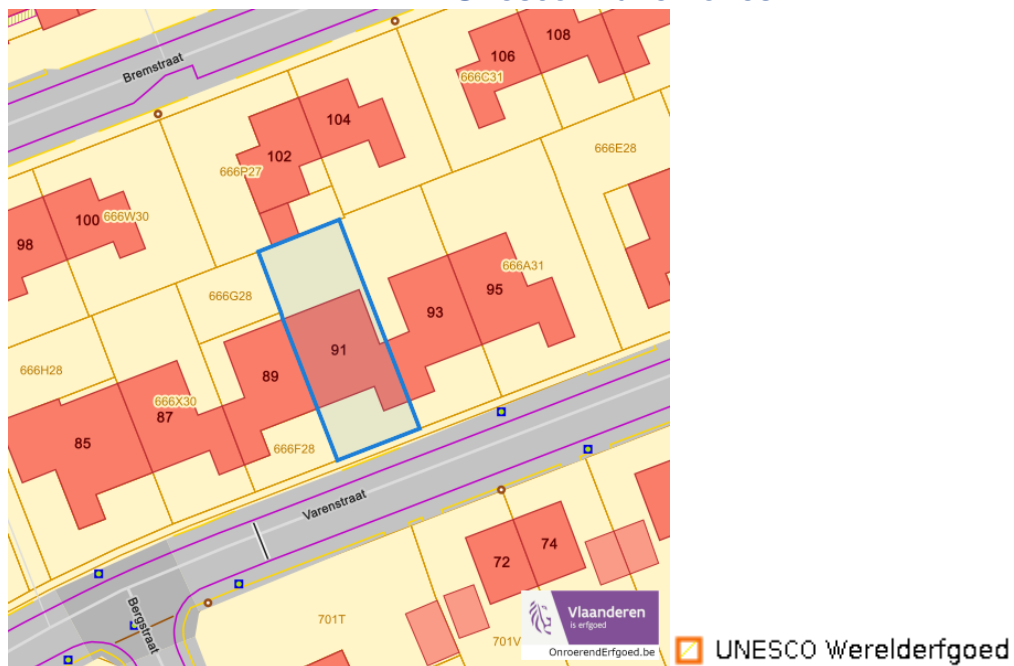 Bremstraat
106
108
666C31
104
102
666P27
666E28
100
666W30
98
666A31
95
666G28
93
91
89
666H28
666X30
87
85
666F28
Varenstraat
72
74
Bergstraat
701T
701V
Vlaanderen
is erfgoed
OnroerendErfgoed.be
UNESCO Werelderfgoed